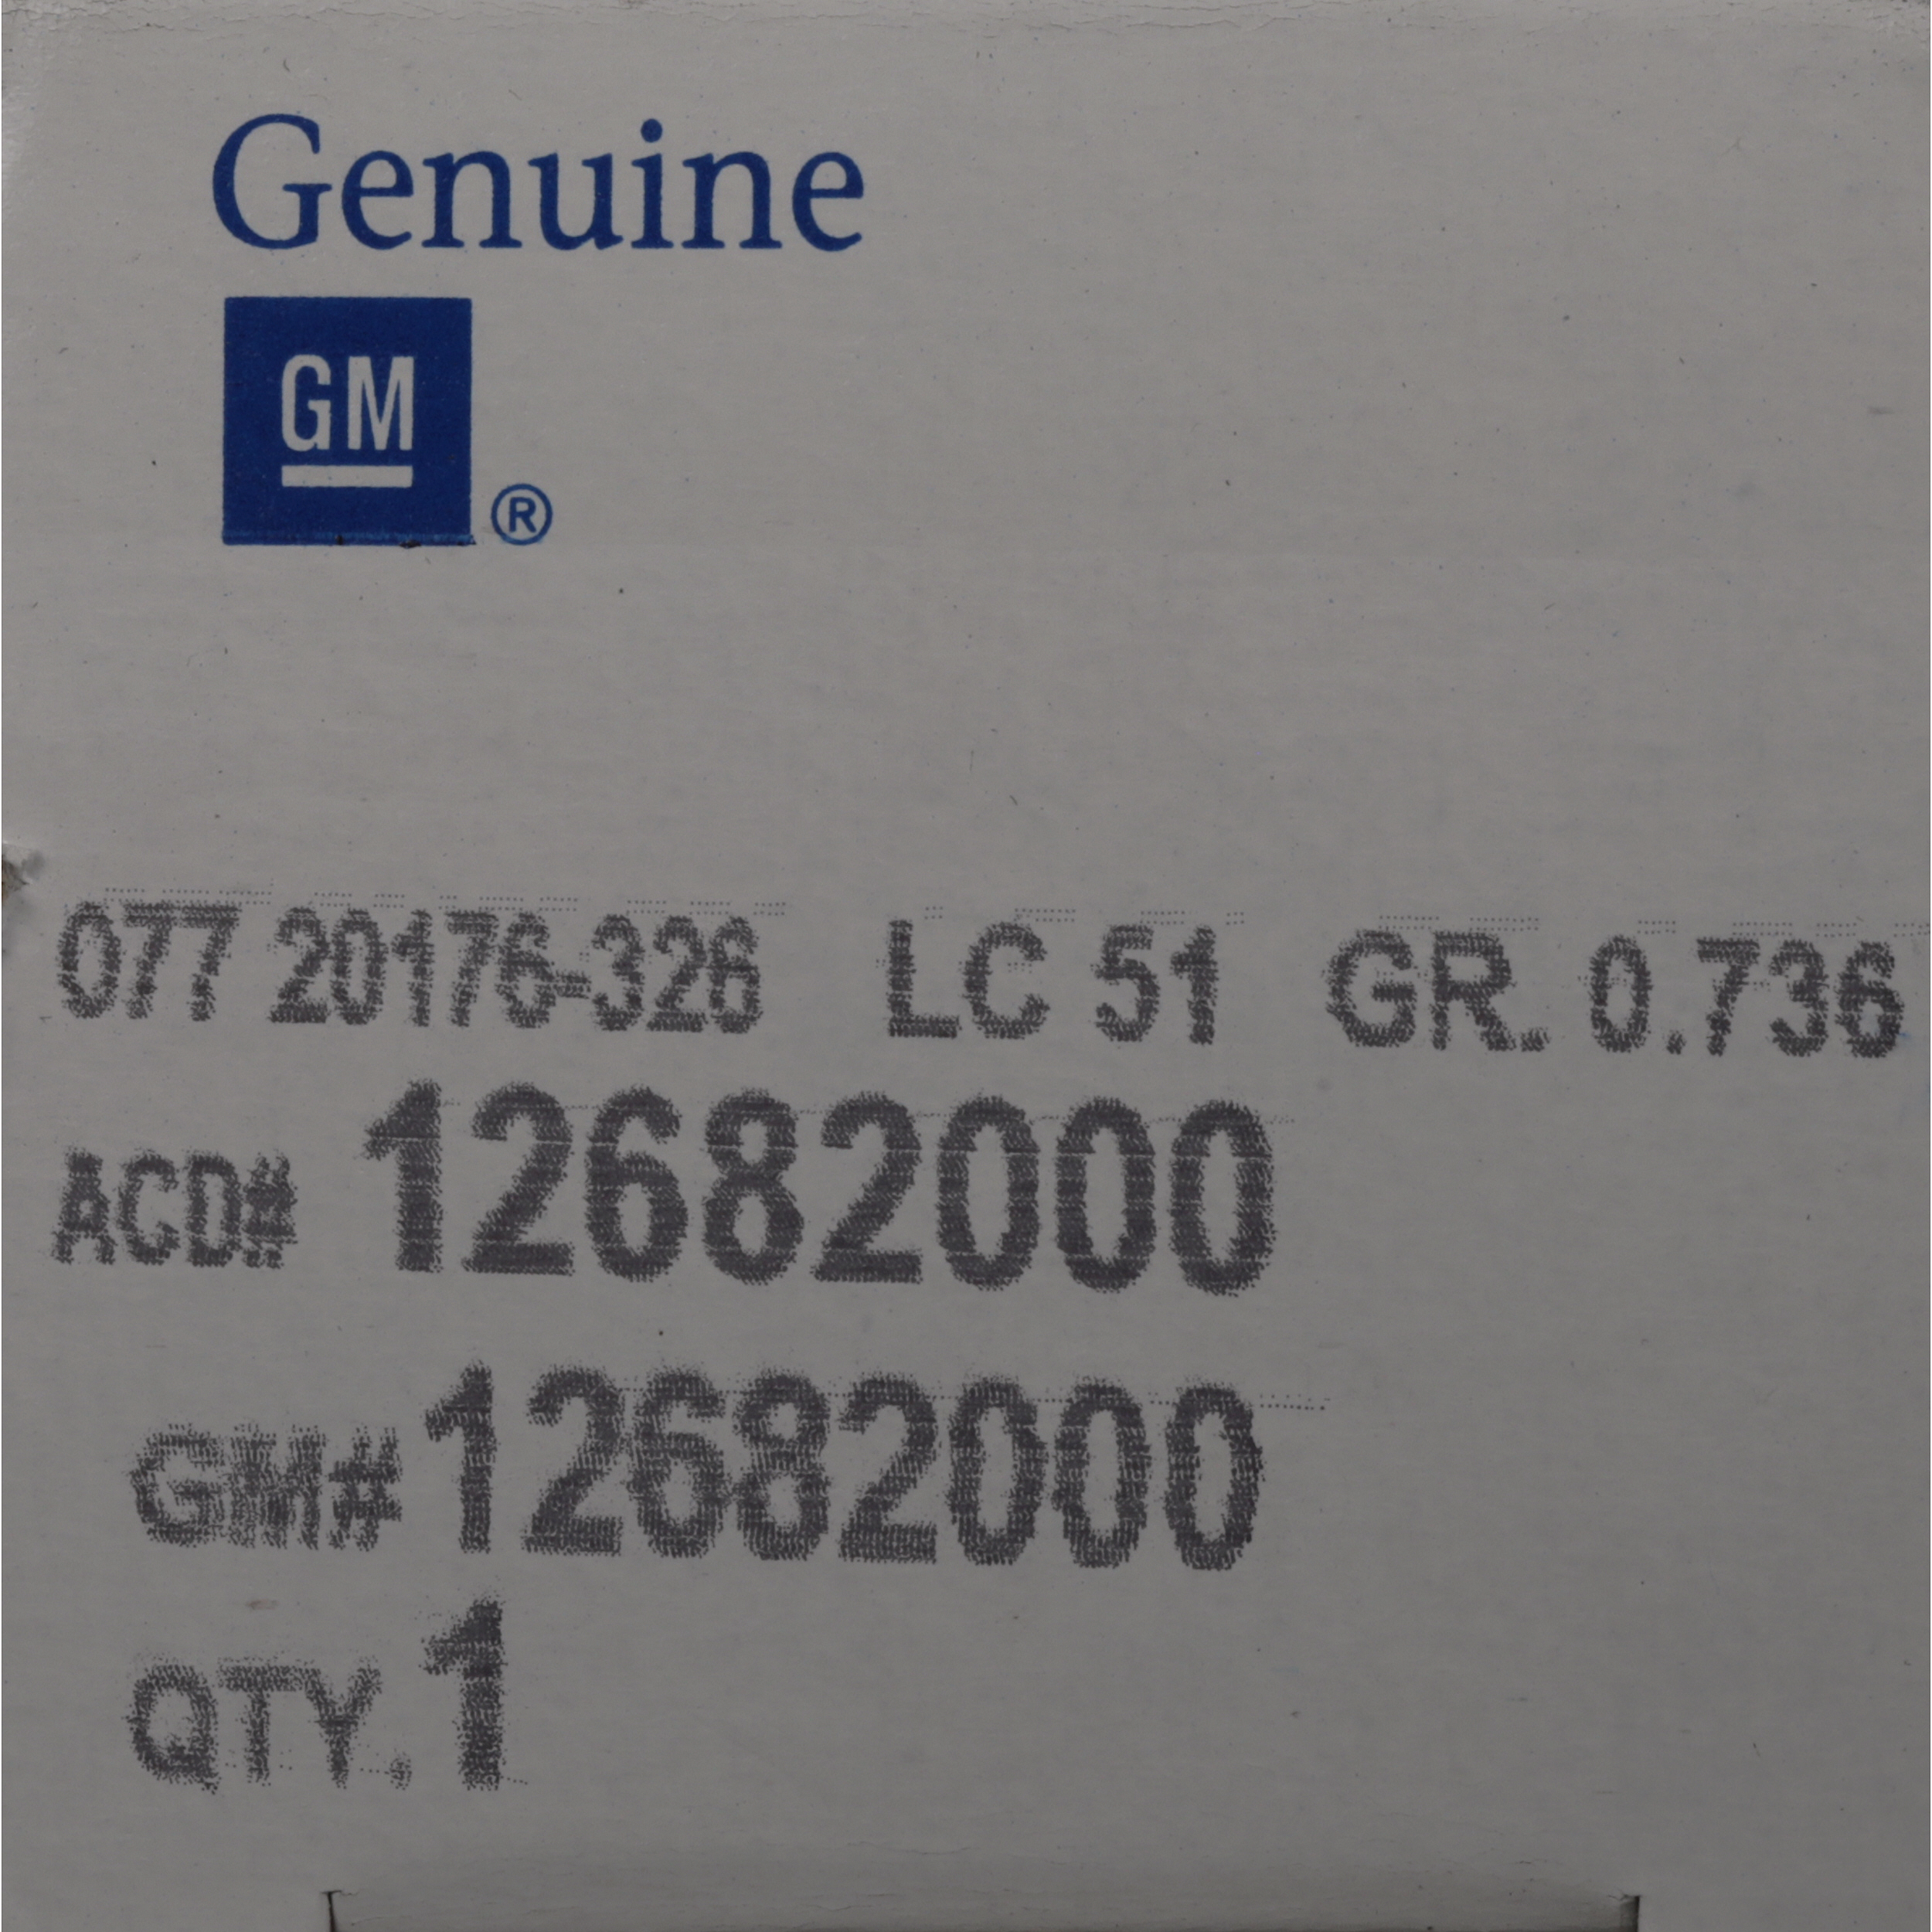 Genuine
GM
®
077 20176-326 LC 51 GR. 0.736
ACD# 12682000
GM# 12682000
QTY. 1